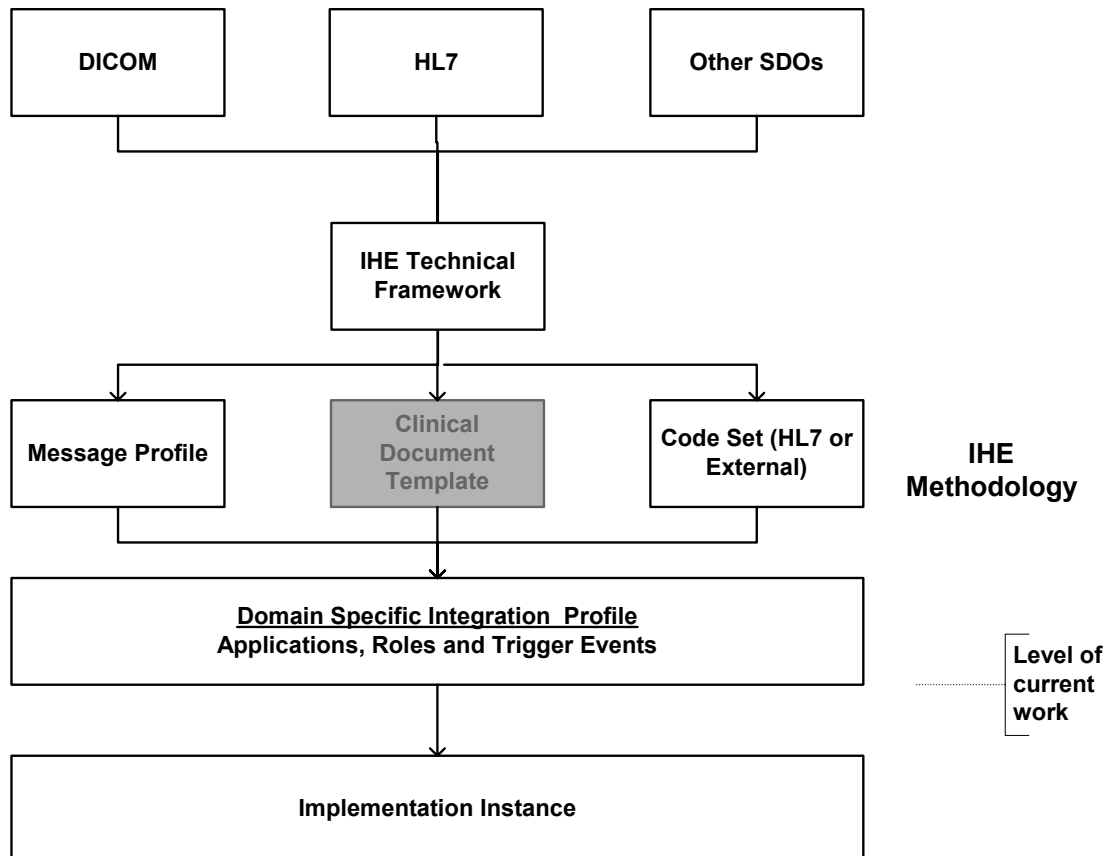 DICOM
HL7
Other SDOs
IHE Technical
Framework
Message Profile
Clinical
Document
Template
Code Set (HL7 or
External)
IHE
Methodology
Domain Specific Integration  Profile
Applications, Roles and Trigger Events
Level of
current
work
Implementation Instance